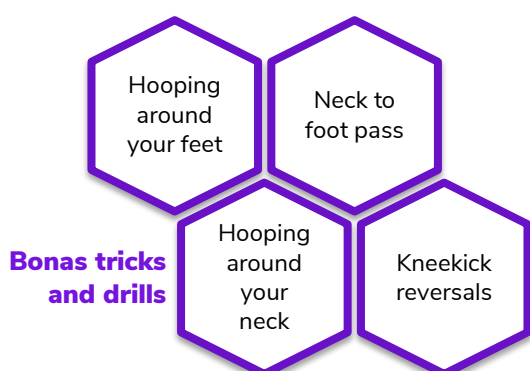 Hooping
around
your feet
Neck to
foot pass
Bonas tricks
and drills
Hooping
around
your
neck
Kneekick
reversals